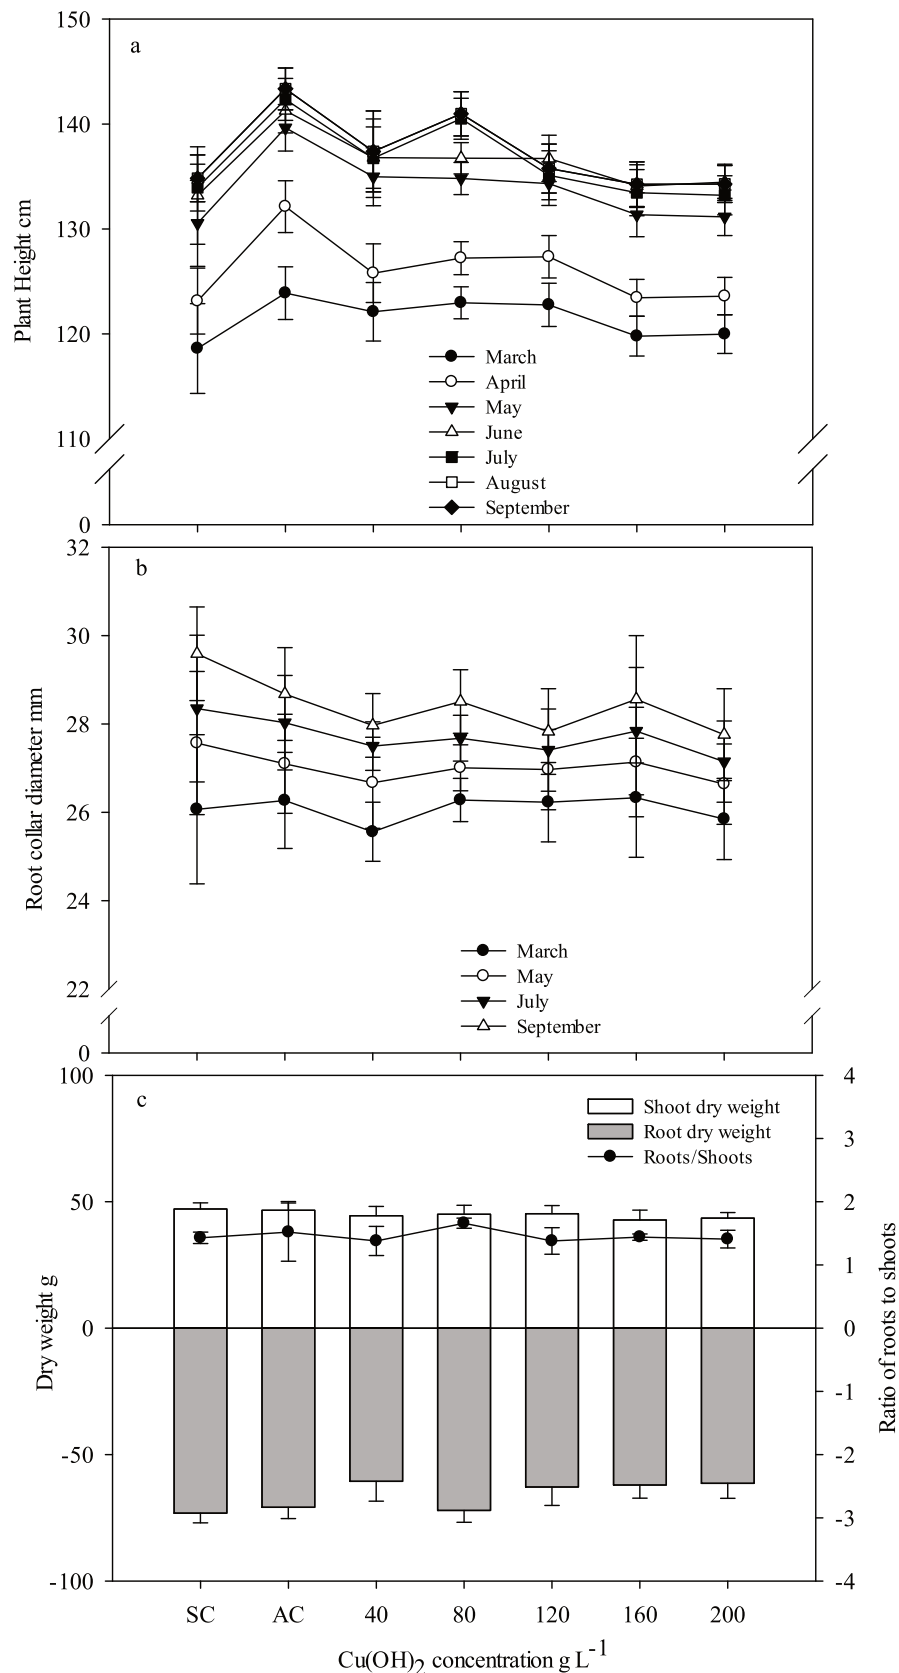 a
150
140
130
120
110
0
Plant Height cm
March
April
May
June
July
August
September
b
32
30
28
26
24
22
0
Root collar diameter mm
March
May
July
September
c
100
50
0
-50
-100
Dry weight g
Shoot dry weight
Root dry weight
Roots/Shoots
4
3
2
1
0
-1
-2
-3
-4
Ratio of roots to shoots
SC AC 40 80 120 160 200
Cu(OH)2 concentration g L-1